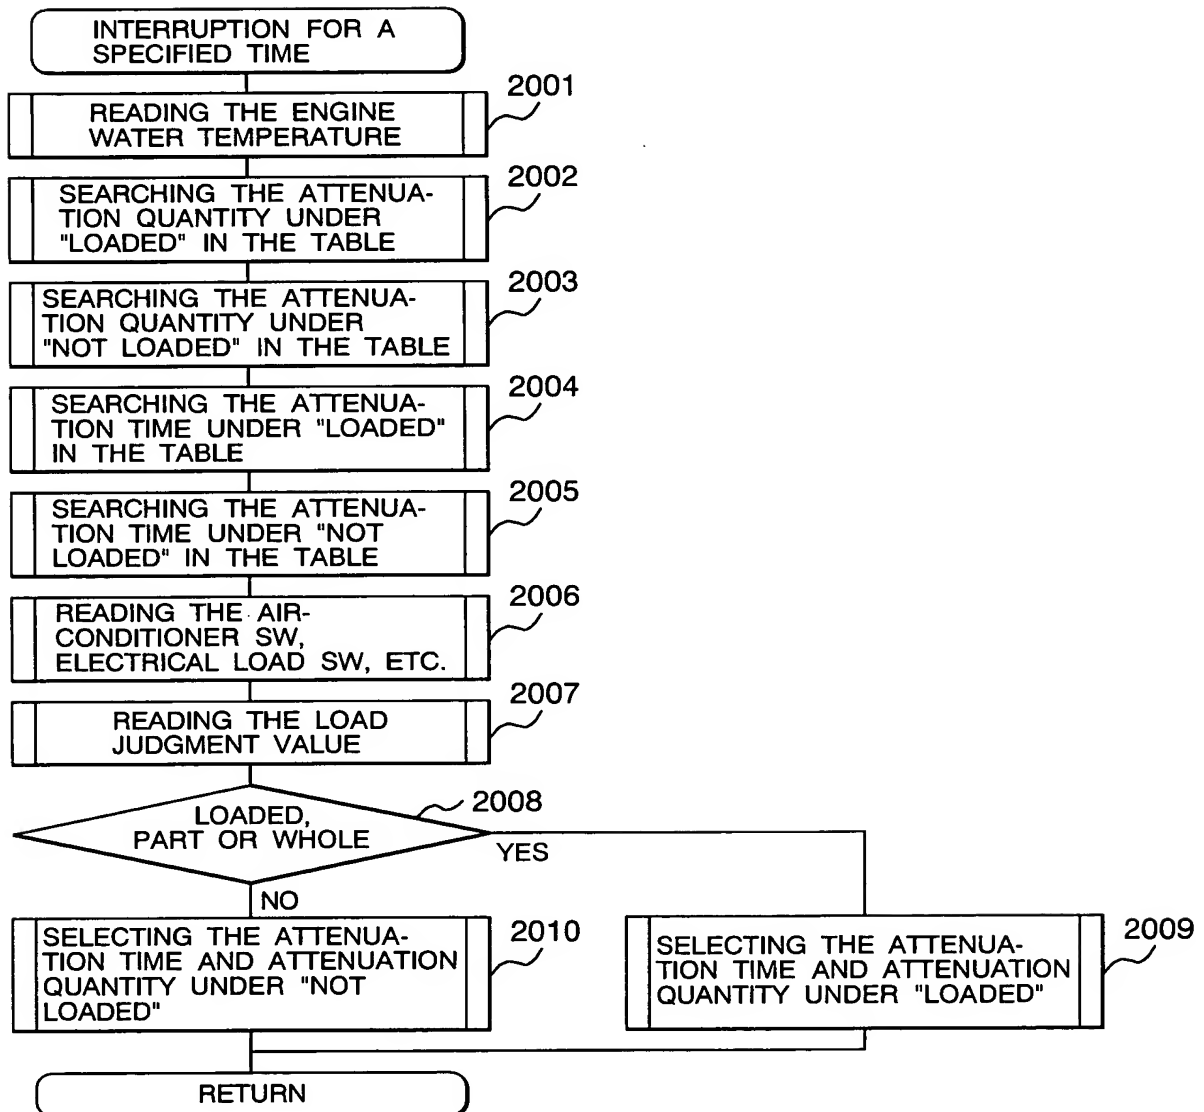 INTERRUPTION FOR A
SPECIFIED TIME
2001
READING THE ENGINE
WATER TEMPERATURE
2002
SEARCHING THE ATTENUA-
TION QUANTITY UNDER
"LOADED" IN THE TABLE
2003
SEARCHING THE ATTENUA-
TION QUANTITY UNDER
"NOT LOADED" IN THE TABLE
2004
SEARCHING THE ATTENUA-
TION TIME UNDER "LOADED"
IN THE TABLE
2005
SEARCHING THE ATTENUA-
TION TIME UNDER "NOT
LOADED" IN THE TABLE
2006
READING THE AIR-
CONDITIONER SW,
ELECTRICAL LOAD SW, ETC.
2007
READING THE LOAD
JUDGMENT VALUE
2008
LOADED,
PART OR WHOLE
YES
NO
2010
SELECTING THE ATTENUA-
TION TIME AND ATTENUATION
QUANTITY UNDER "NOT
LOADED"
2009
SELECTING THE ATTENUA-
TION TIME AND ATTENUATION
QUANTITY UNDER "LOADED"
RETURN